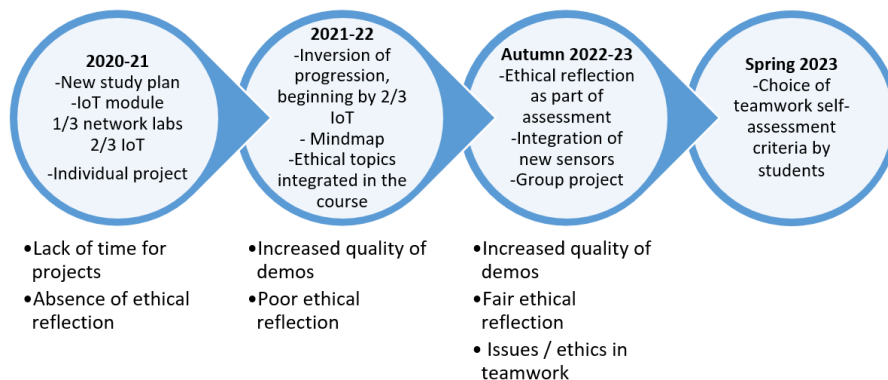 2020-21
-New study plan
-IoT module
1/3 network labs
2/3 IoT
-Individual project
•Lack of time for
projects
•Absence of ethical
reflection
2021-22
-Inversion of
progression,
beginning by 2/3
IoT
- Mindmap
-Ethical topics
integrated in the
course
•Increased quality of
demos
•Poor ethical
reflection
Autumn 2022-23
-Ethical reflection
as part of
assessment
-Integration of
new sensors
-Group project
•Increased quality of
demos
•Fair ethical
reflection
• Issues / ethics in
teamwork
Spring 2023
-Choice of
teamwork self-
assessment
criteria by
students